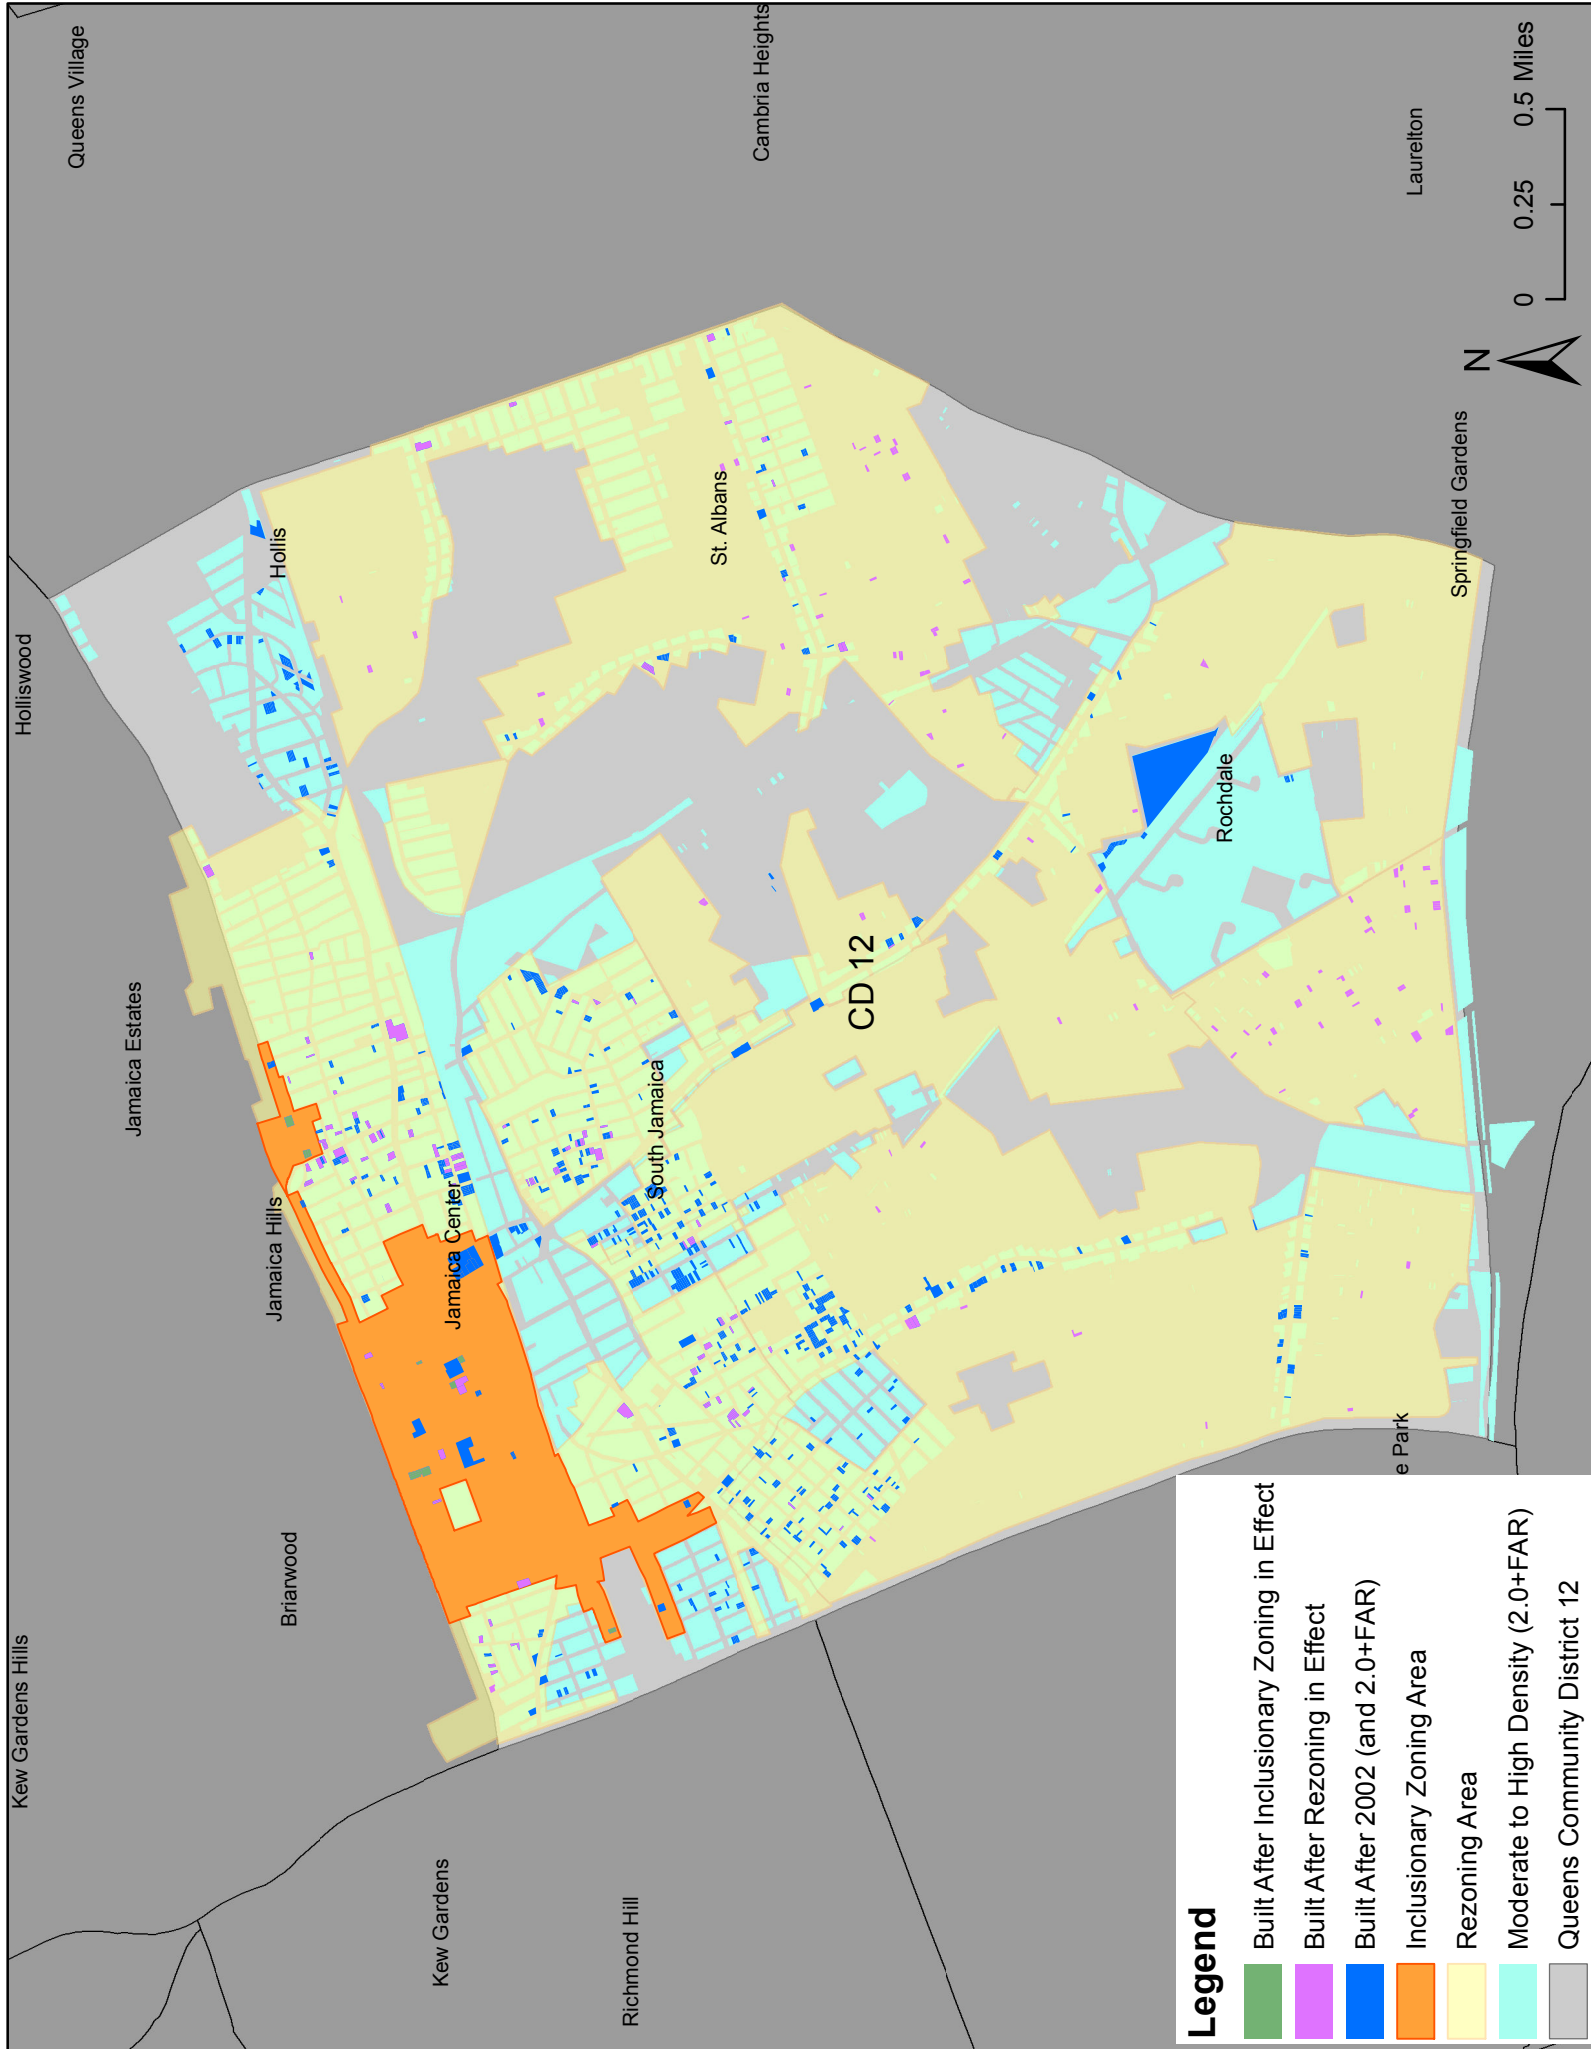 Kew Gardens Hills
Holliswood
Queens Village
Jamaica Estates
Briarwood
Jamaica Hills
Hollis
Kew Gardens
Jamaica Center
Richmond Hill
South Jamaica
St. Albans
Cambria Heights
CD 12
Rochdale
e Park
Springfield Gardens
Laurelton
N
0 0.25 0.5 Miles
Legend
Built After Inclusionary Zoning in Effect
Built After Rezoning in Effect
Built After 2002 (and 2.0+FAR)
Inclusionary Zoning Area
Rezoning Area
Moderate to High Density (2.0+FAR)
Queens Community District 12